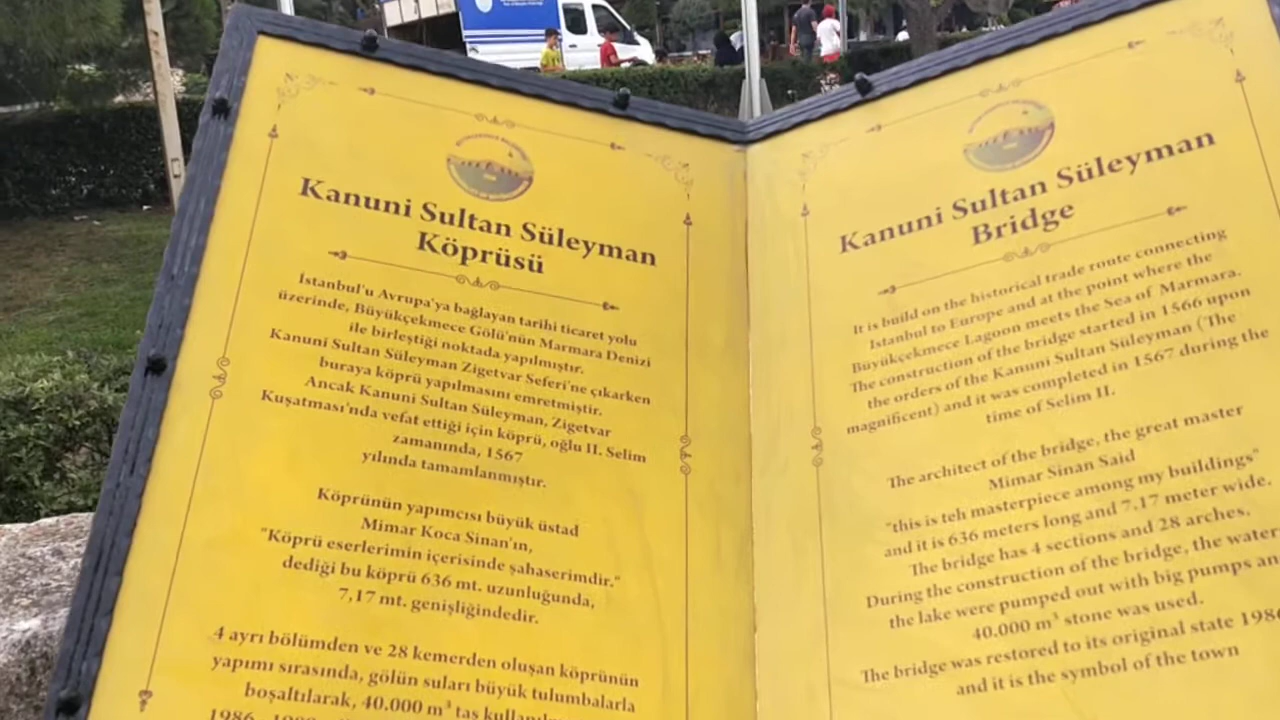 Kanuni Sultan Süleyman
Köprüsü
İstanbul'u Avrupa'ya bağlayan tarihi ticaret yolu
üzerinde, Büyükçekmece Gölü'nün Marmara Denizi
ile birleştiği noktada yapılmıştır.
Kanuni Sultan Süleyman Zigetvar Seferi'ne çıkarken
buraya köprü yapılmasını emretmiştir.
Ancak Kanuni Sultan Süleyman, Zigetvar
Kuşatması'nda vefat ettiği için köprü, oğlu II. Selim
zamanında, 1567
yılında tamamlanmıştır.
Köprünün yapımcısı büyük üstad
Mimar Koca Sinan'ın,
"Köprü eserlerimin içerisinde şahaserimdir."
dediği bu köprü 636 mt. uzunluğunda,
7,17 mt. genişliğindedir.
4 ayrı bölümden ve 28 kemerden oluşan köprünün
yapımı sırasında, gölün suları büyük tulumbalarla
boşaltılarak, 40.000 m³ taş
1986
Kanuni Sultan Süleyman
Bridge
It is build on the historical trade route connecting
Istanbul to Europe and at the point where the
Büyükçekmece Lagoon meets the Sea of Marmara.
The construction of the bridge started in 1566 upon
the orders of the Kanuni Sultan Süleyman (The
magnificent) and it was completed in 1567 during the
time of Selim II.
The architect of the bridge, the great master
Mimar Sinan Said
"this is teh masterpiece among my buildings"
and it is 636 meters long and 7,17 meter wide.
The bridge has 4 sections and 28 arches.
During the construction of the bridge, the water
the lake were pumped out with big pumps an
40.000 m³ stone was used.
The bridge was restored to its original state 1986
and it is the symbol of the town